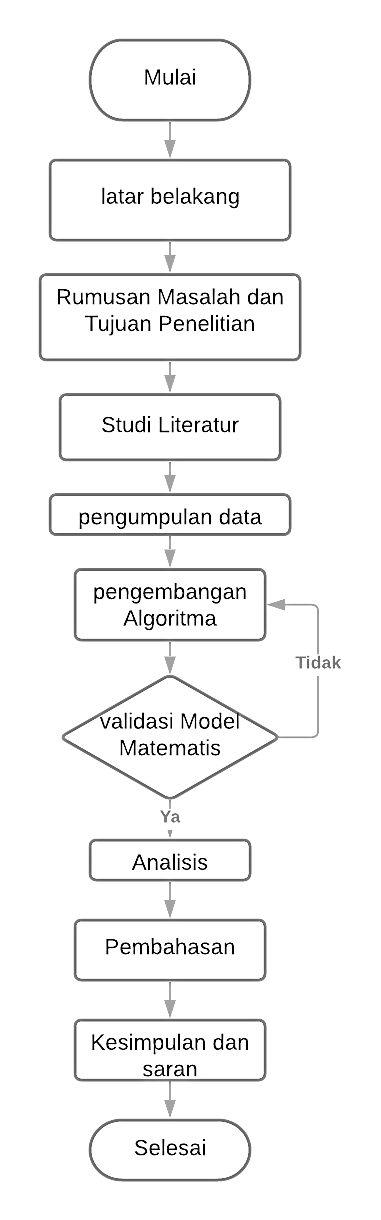 Mulai
latar belakang
Rumusan Masalah dan
Tujuan Penelitian
Studi Literatur
pengumpulan data
pengembangan
Algoritma
Tidak
validasi Model
Matematis
Ya
Analisis
Pembahasan
Kesimpulan dan
saran
Selesai